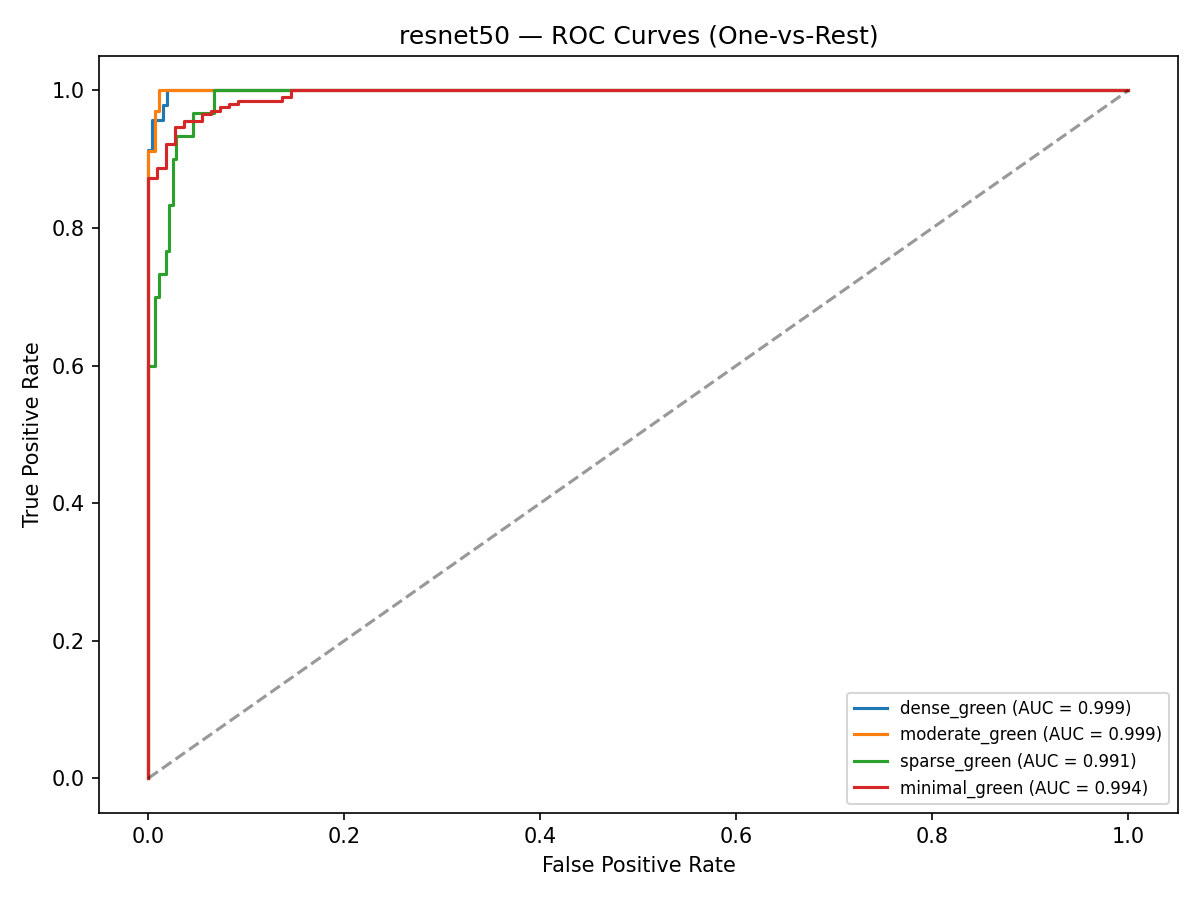 resnet50 — ROC Curves (One-vs-Rest)
True Positive Rate
1.0
0.8
0.6
0.4
0.2
0.0
0.0 0.2 0.4 0.6 0.8 1.0
False Positive Rate
dense_green (AUC = 0.999)
moderate_green (AUC = 0.999)
sparse_green (AUC = 0.991)
minimal_green (AUC = 0.994)